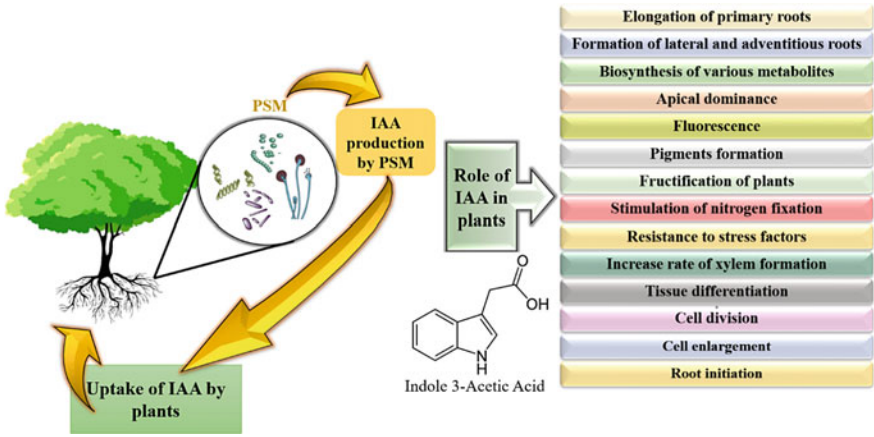 PSM
IAA
production
by PSM
Uptake of IAA by
plants
Role of
IAA in
plants
O
OH
N
H
Indole 3-Acetic Acid
Elongation of primary roots
Formation of lateral and adventitious roots
Biosynthesis of various metabolites
Apical dominance
Fluorescence
Pigments formation
Fructification of plants
Stimulation of nitrogen fixation
Resistance to stress factors
Increase rate of xylem formation
Tissue differentiation
Cell division
Cell enlargement
Root initiation